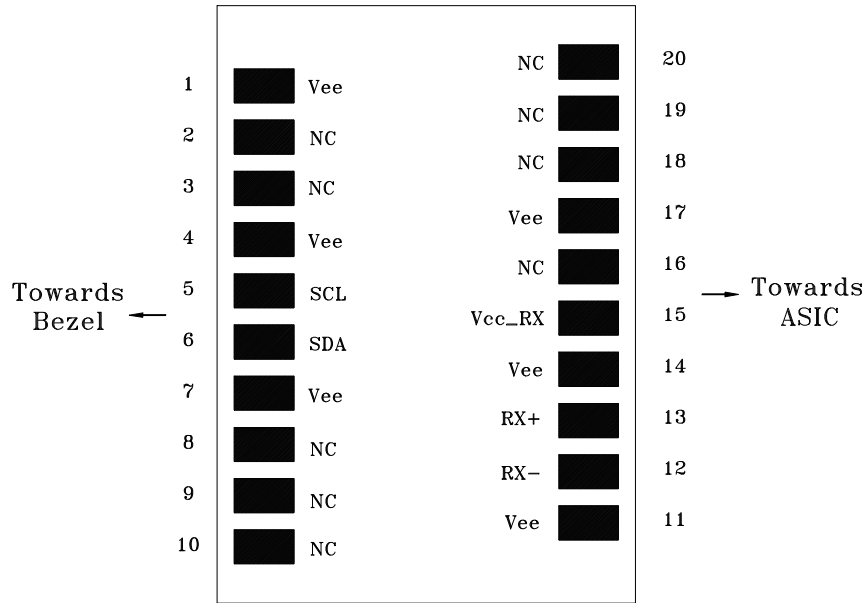 1 Vee
2 NC
3 NC
4 Vee
5 SCL
6 SDA
7 Vee
8 NC
9 NC
10 NC
Towards
Bezel
NC 20
NC 19
NC 18
Vee 17
NC 16
Vcc_RX 15
Vee 14
RX+ 13
RX- 12
Vee 11
Towards
ASIC